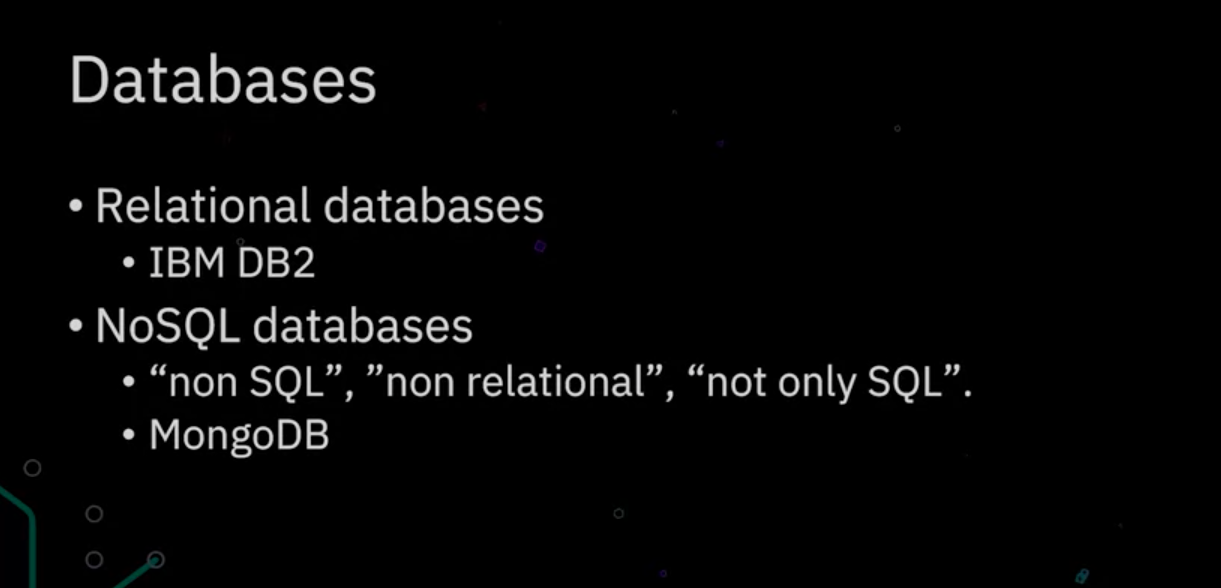 Databases
• Relational databases
• IBM DB2
• NoSQL databases
• “non SQL”, ”non relational”, “not only SQL”.
• MongoDB